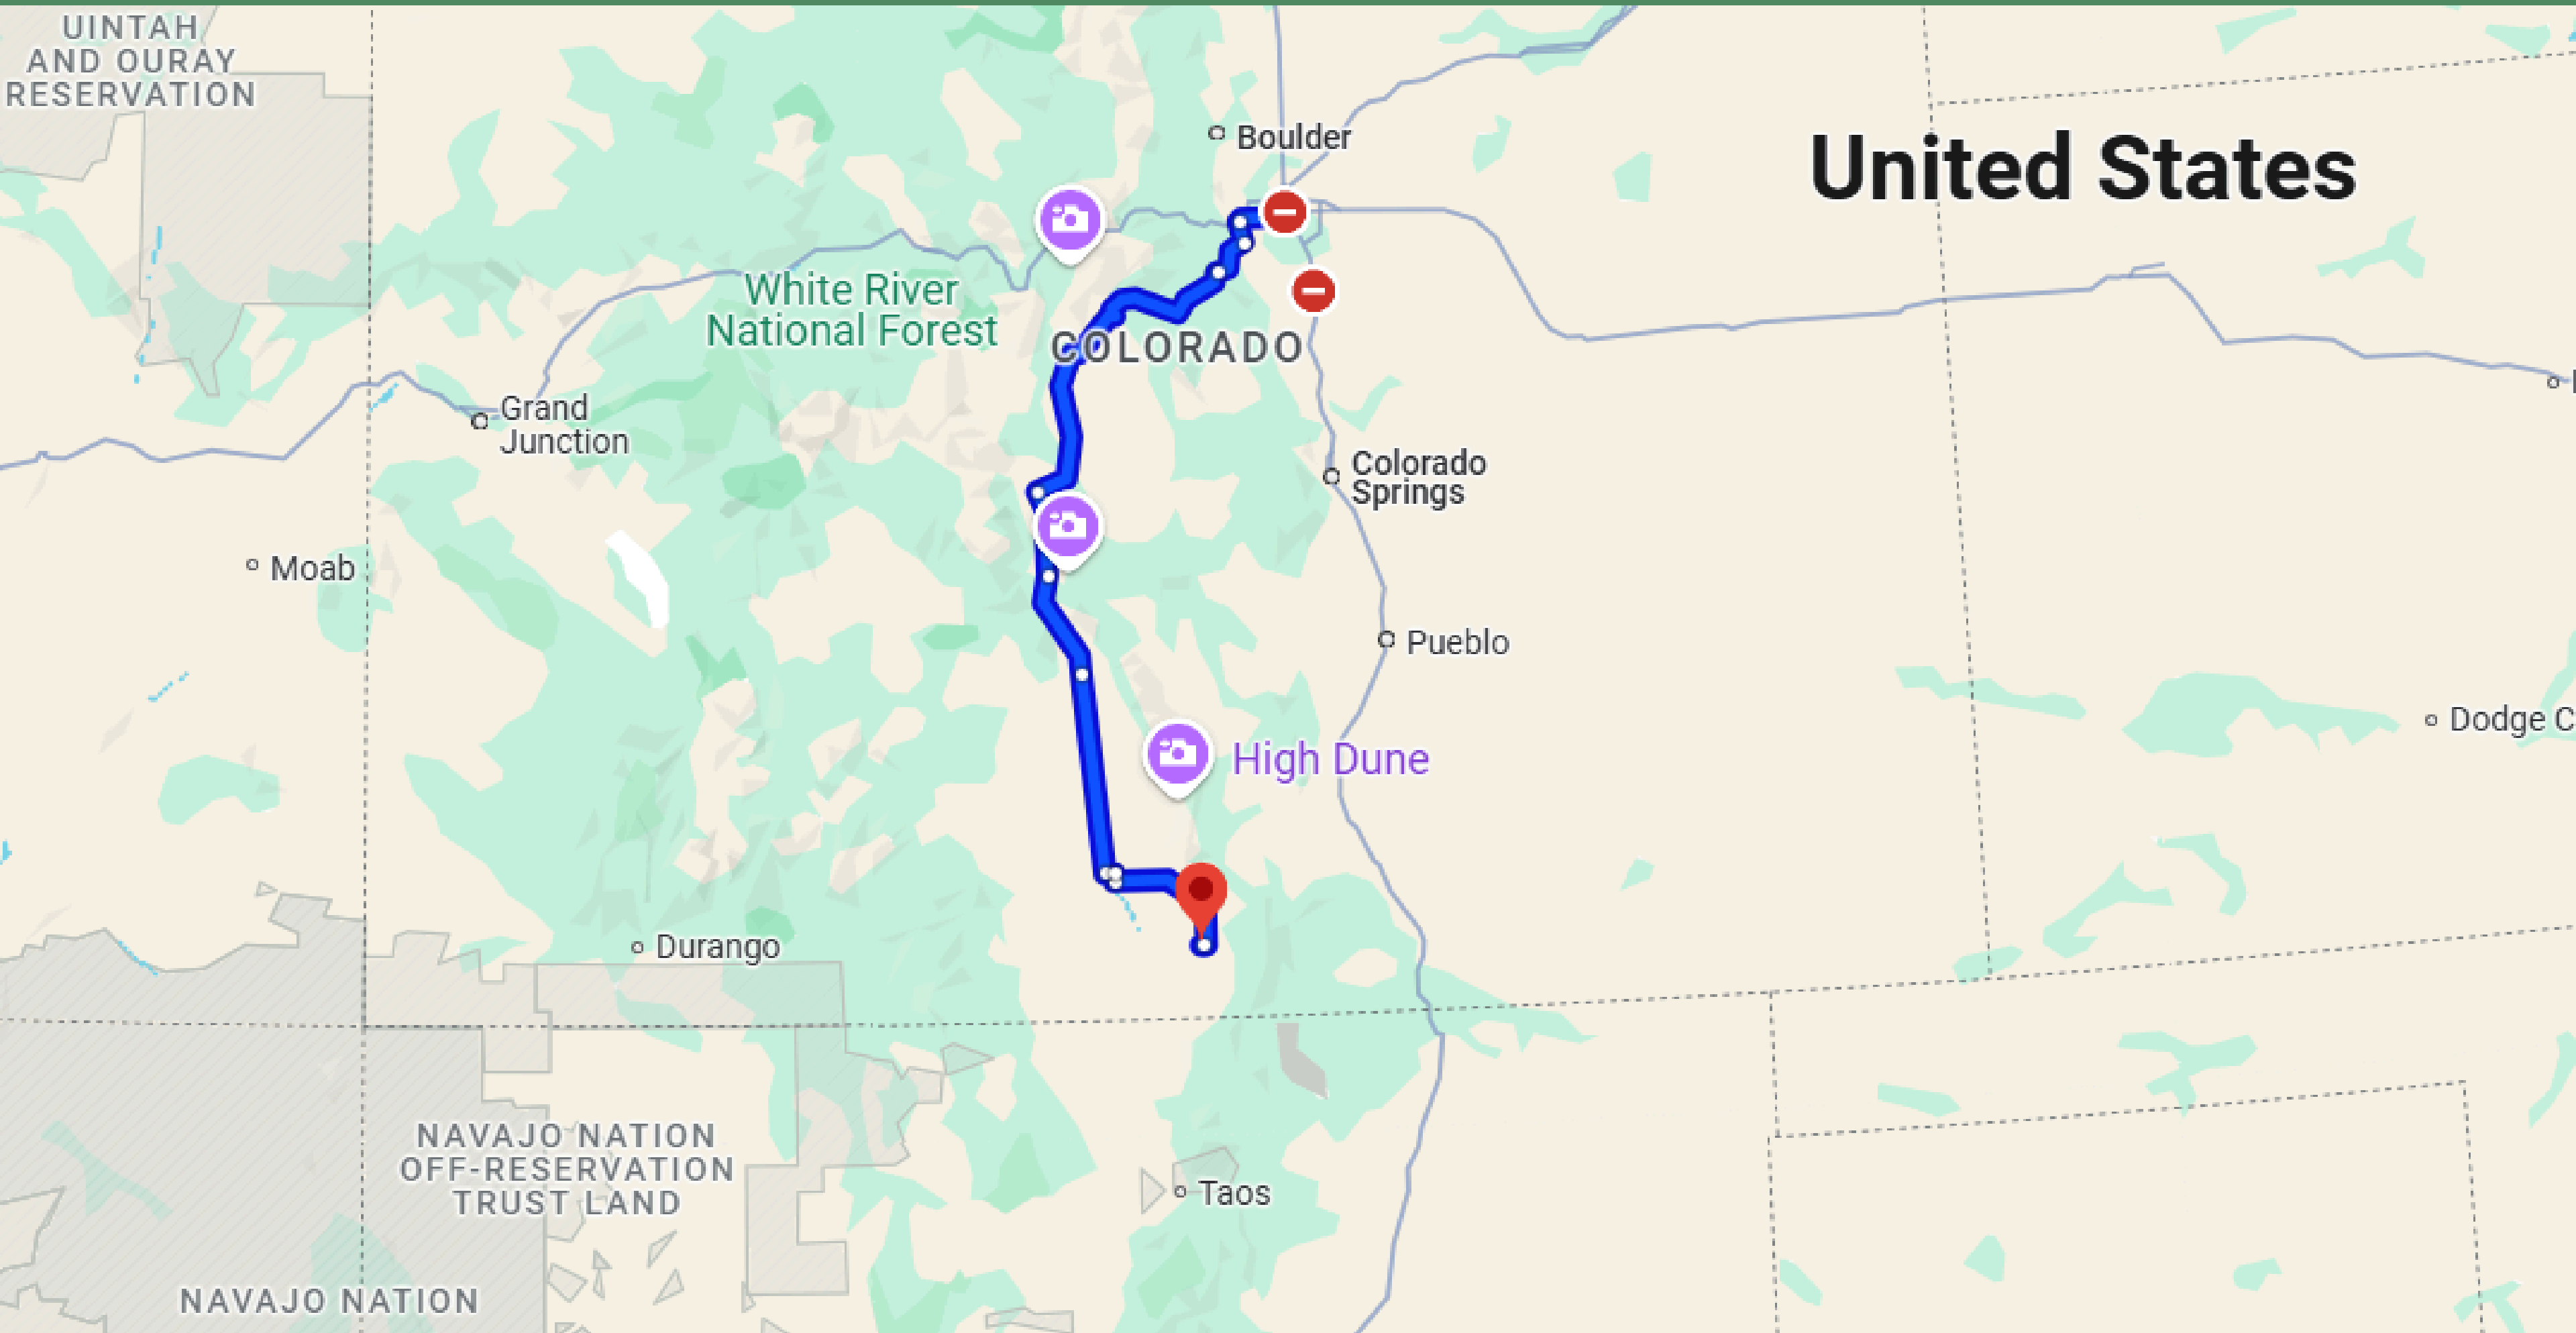 UINTAH
AND OURAY
RESERVATION
Boulder
United States
White River
National Forest
COLORADO
Grand
Junction
Colorado
Springs
Moab
Pueblo
Dodge C
High Dune
Durango
NAVAJO NATION
OFF-RESERVATION
TRUST LAND
Taos
NAVAJO NATION